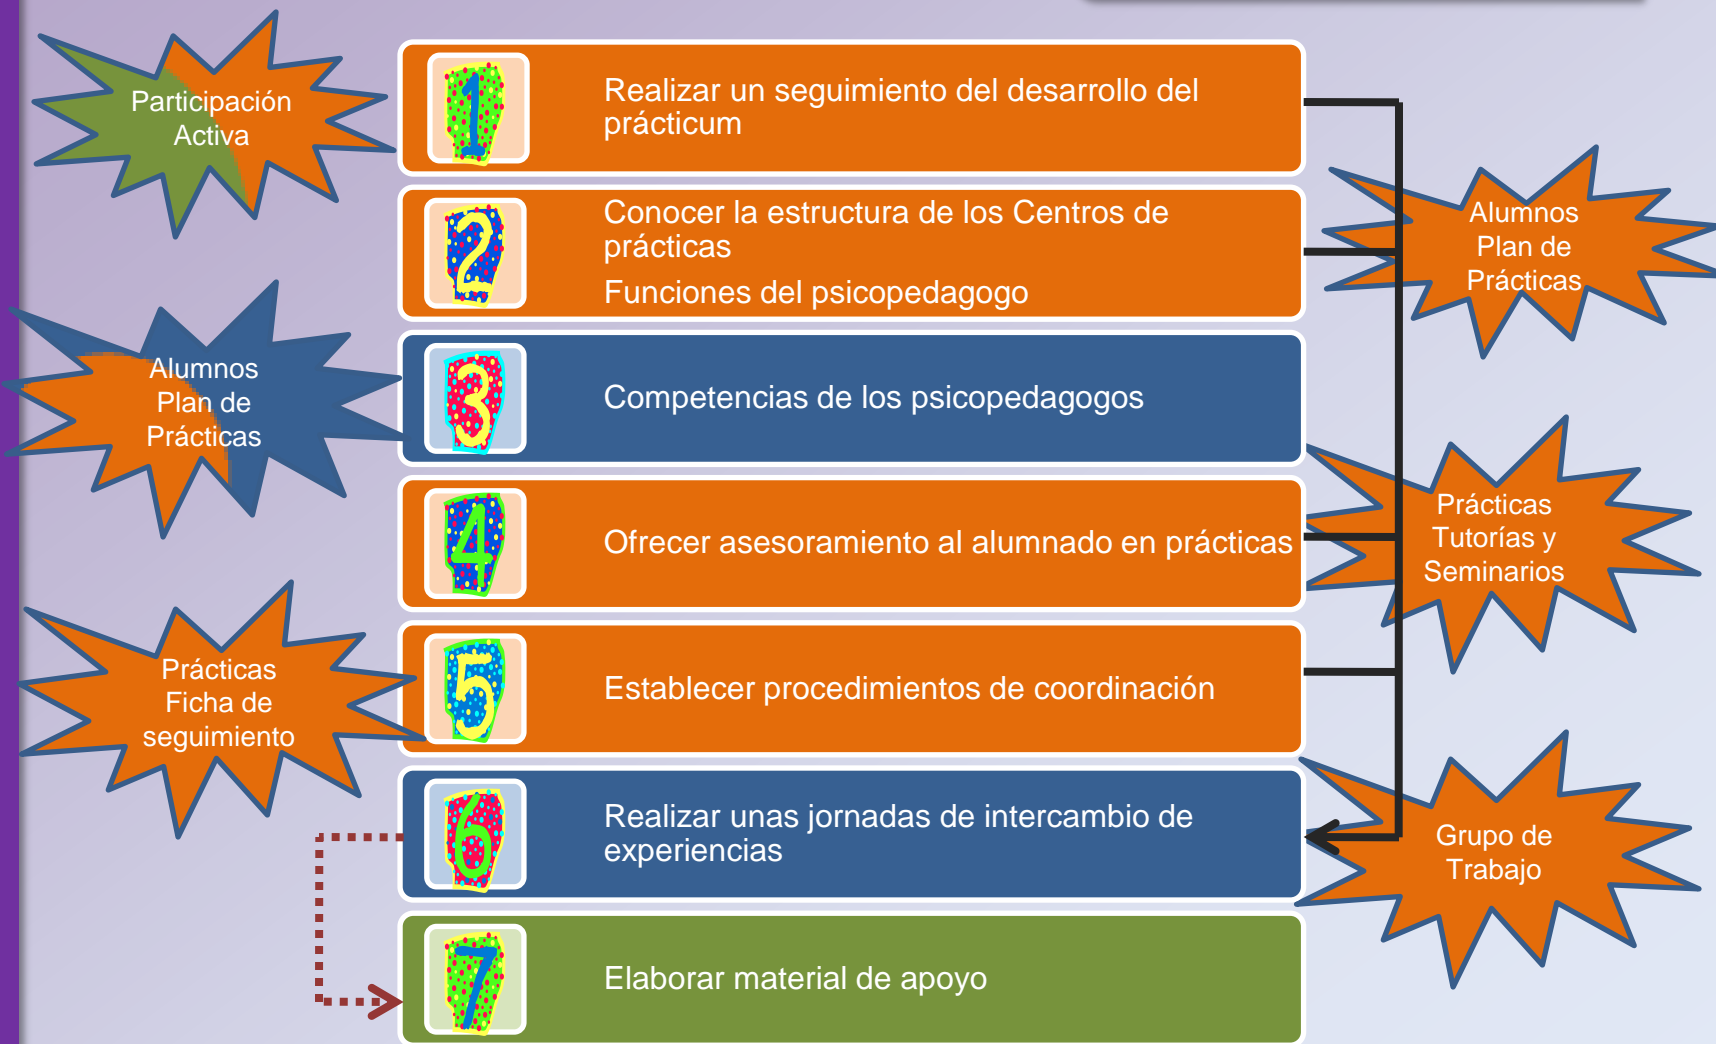 Participación
Activa
1
Realizar un seguimiento del desarrollo del
prácticum
2
Conocer la estructura de los Centros de
prácticas
Funciones del psicopedagogo
Alumnos
Plan de
Prácticas
Alumnos
Plan de
Prácticas
3
Competencias de los psicopedagogos
4
Ofrecer asesoramiento al alumnado en prácticas
Prácticas
Tutorías y
Seminarios
Prácticas
Ficha de
seguimiento
5
Establecer procedimientos de coordinación
6
Realizar unas jornadas de intercambio de
experiencias
Grupo de
Trabajo
7
Elaborar material de apoyo